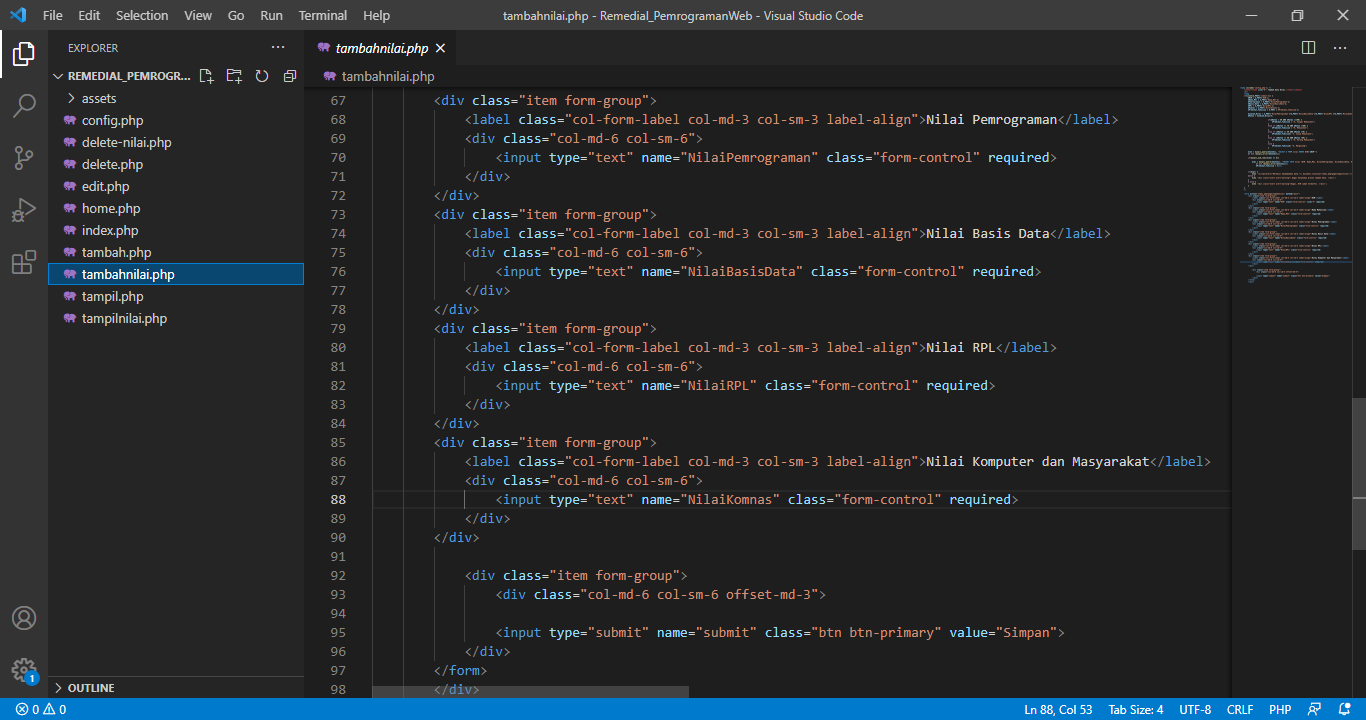 File Edit Selection View Go Run Terminal Help tambahnilai.php - Remedial_PemrogramanWeb - Visual Studio Code
EXPLORER
REMEDIAL_PEMROGR...
assets
config.php
delete-nilai.php
delete.php
edit.php
home.php
index.php
tambah.php
tambahnilai.php
tampil.php
tampilnilai.php
OUTLINE
tambahnilai.php
tambahnilai.php
67 <div class="item form-group">
68 <label class="col-form-label col-md-3 col-sm-3 label-align">Nilai Pemrograman</label>
69 <div class="col-md-6 col-sm-6">
70 <input type="text" name="NilaiPemrograman" class="form-control" required>
71 </div>
72 </div>
73 <div class="item form-group">
74 <label class="col-form-label col-md-3 col-sm-3 label-align">Nilai Basis Data</label>
75 <div class="col-md-6 col-sm-6">
76 <input type="text" name="NilaiBasisData" class="form-control" required>
77 </div>
78 </div>
79 <div class="item form-group">
80 <label class="col-form-label col-md-3 col-sm-3 label-align">Nilai RPL</label>
81 <div class="col-md-6 col-sm-6">
82 <input type="text" name="NilaiRPL" class="form-control" required>
83 </div>
84 </div>
85 <div class="item form-group">
86 <label class="col-form-label col-md-3 col-sm-3 label-align">Nilai Komputer dan Masyarakat</label>
87 <div class="col-md-6 col-sm-6">
88 <input type="text" name="NilaiKomnas" class="form-control" required>
89 </div>
90 </div>
91
92 <div class="item form-group">
93 <div class="col-md-6 col-sm-6 offset-md-3">
94
95 <input type="submit" name="submit" class="btn btn-primary" value="Simpan">
96 </div>
97 </form>
98 </div>
1
0 0 Ln 88, Col 53 Tab Size: 4 UTF-8 CRLF PHP